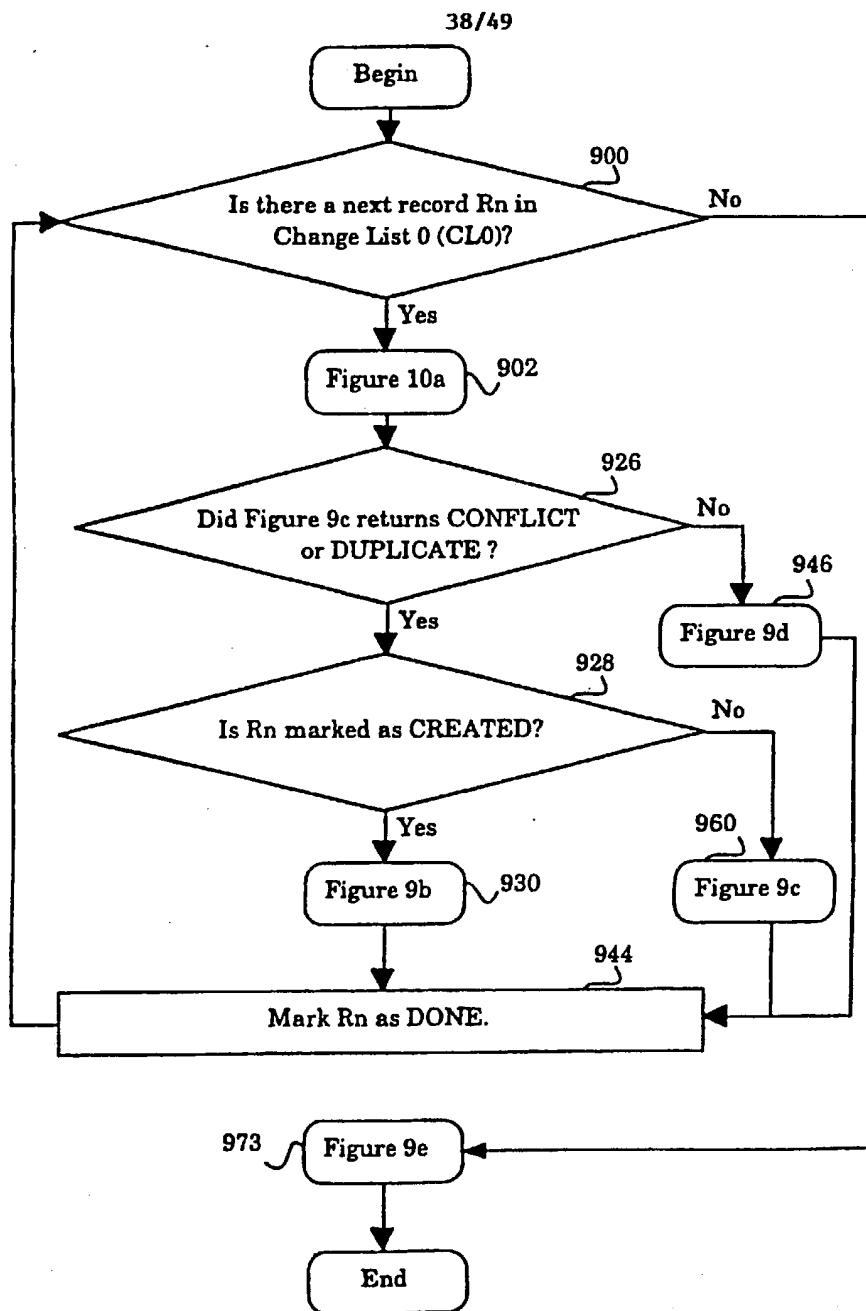 38/49
Begin
900
Is there a next record Rn in
Change List 0 (CL0)?
No
Yes
Figure 10a
902
926
Did Figure 9c returns CONFLICT
or DUPLICATE ?
No
946
Figure 9d
Yes
928
Is Rn marked as CREATED?
No
Yes
960
Figure 9b
930
Figure 9c
944
Mark Rn as DONE.
973
Figure 9e
End